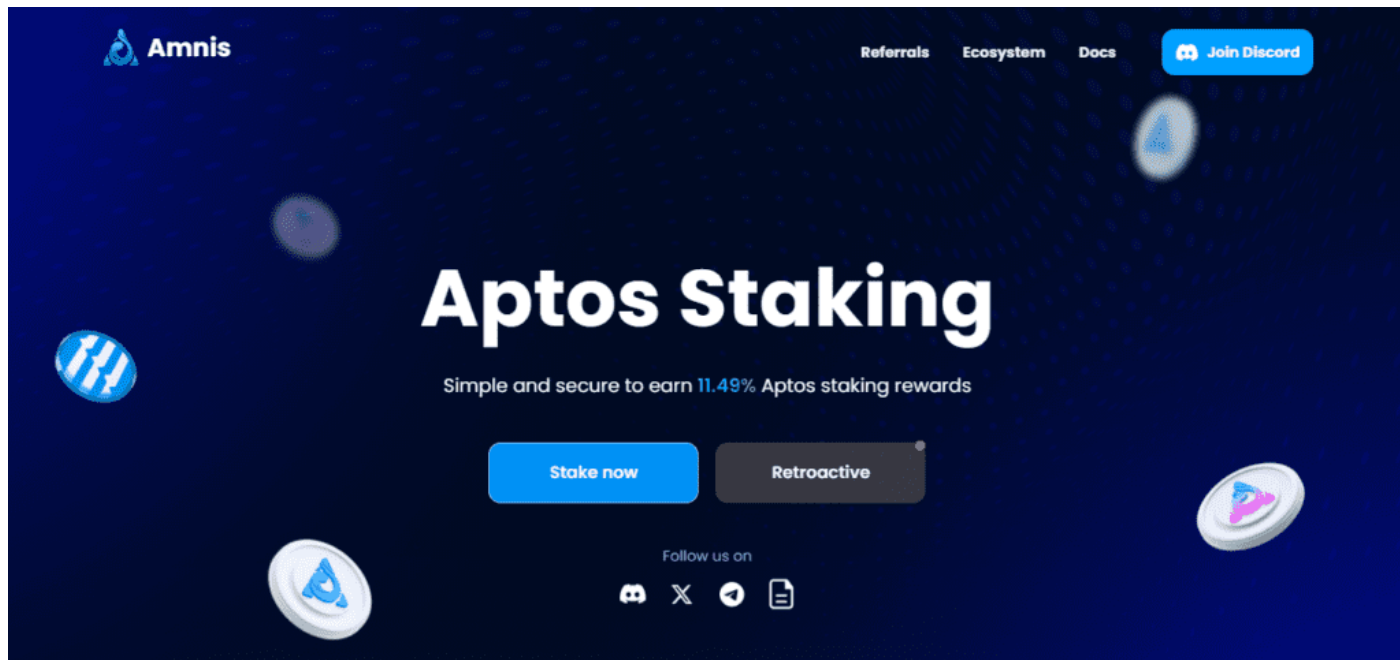 Amnis
Referrals
Ecosystem
Docs
Join Discord
Aptos Staking
Simple and secure to earn 11.49% Aptos staking rewards
Stake now
Retroactive
Follow us on